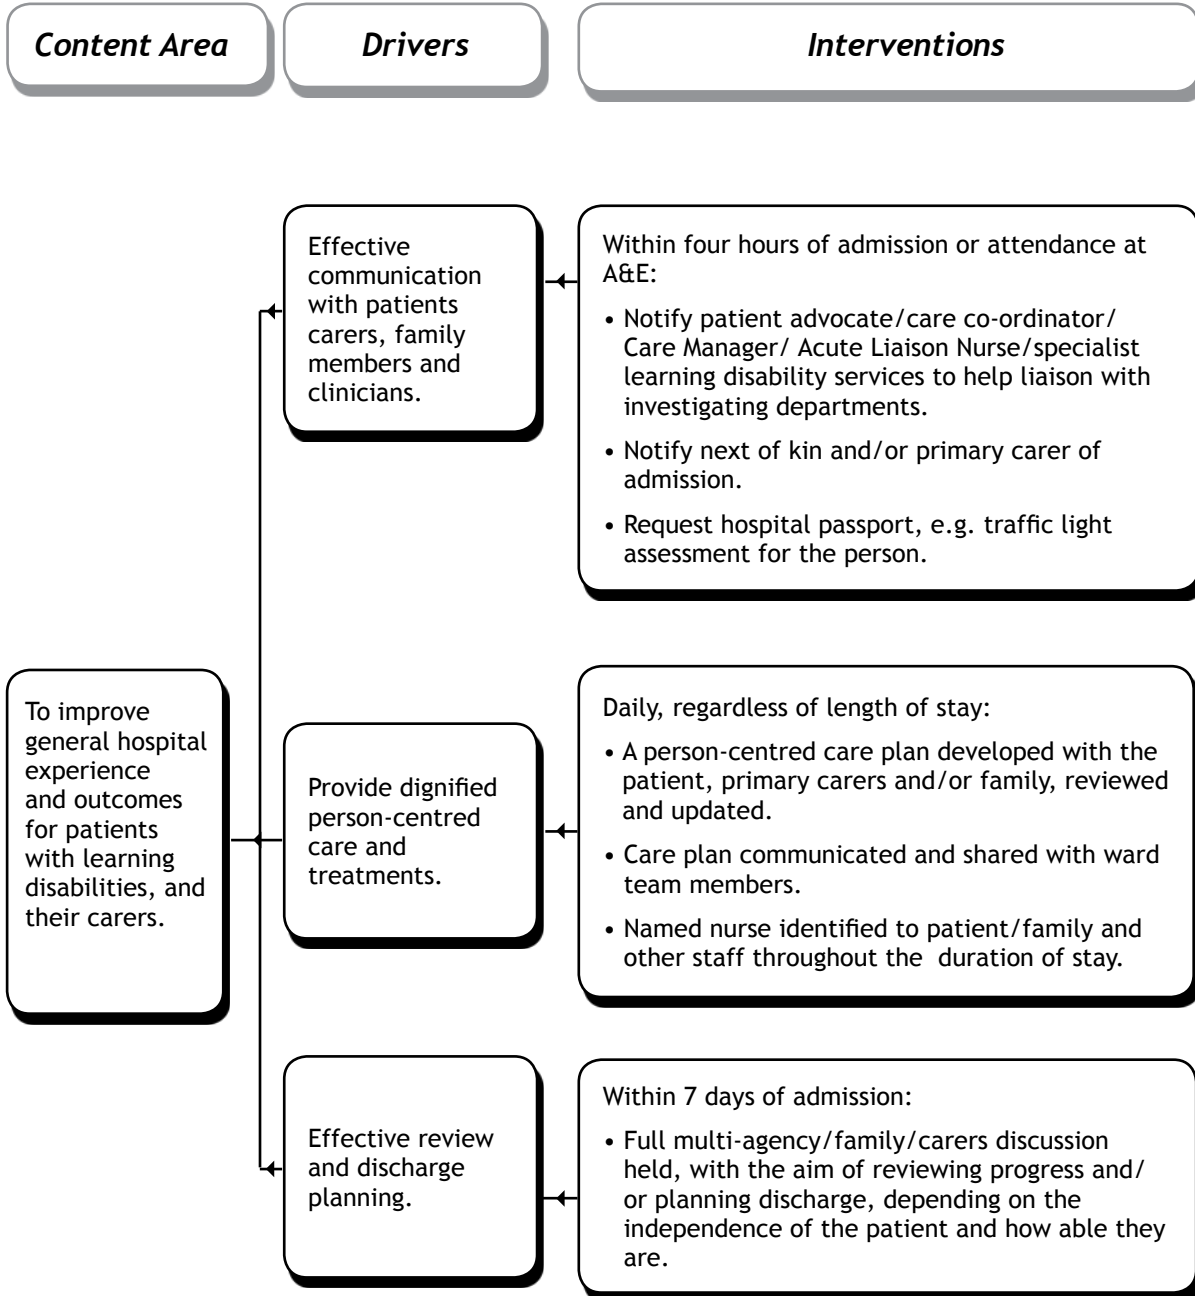 Content Area
Drivers
Interventions
Effective
communication
with patients
carers, family
members and
clinicians.
Within four hours of admission or attendance at
A&E:
• Notify patient advocate/care co-ordinator/
Care Manager/ Acute Liaison Nurse/specialist
learning disability services to help liaison with
investigating departments.
• Notify next of kin and/or primary carer of
admission.
• Request hospital passport, e.g. traffic light
assessment for the person.
To improve
general hospital
experience
and outcomes
for patients
with learning
disabilities, and
their carers.
Provide dignified
person-centred
care and
treatments.
Daily, regardless of length of stay:
• A person-centred care plan developed with the
patient, primary carers and/or family, reviewed
and updated.
• Care plan communicated and shared with ward
team members.
• Named nurse identified to patient/family and
other staff throughout the  duration of stay.
Effective review
and discharge
planning.
Within 7 days of admission:
• Full multi-agency/family/carers discussion
held, with the aim of reviewing progress and/
or planning discharge, depending on the
independence of the patient and how able they
are.